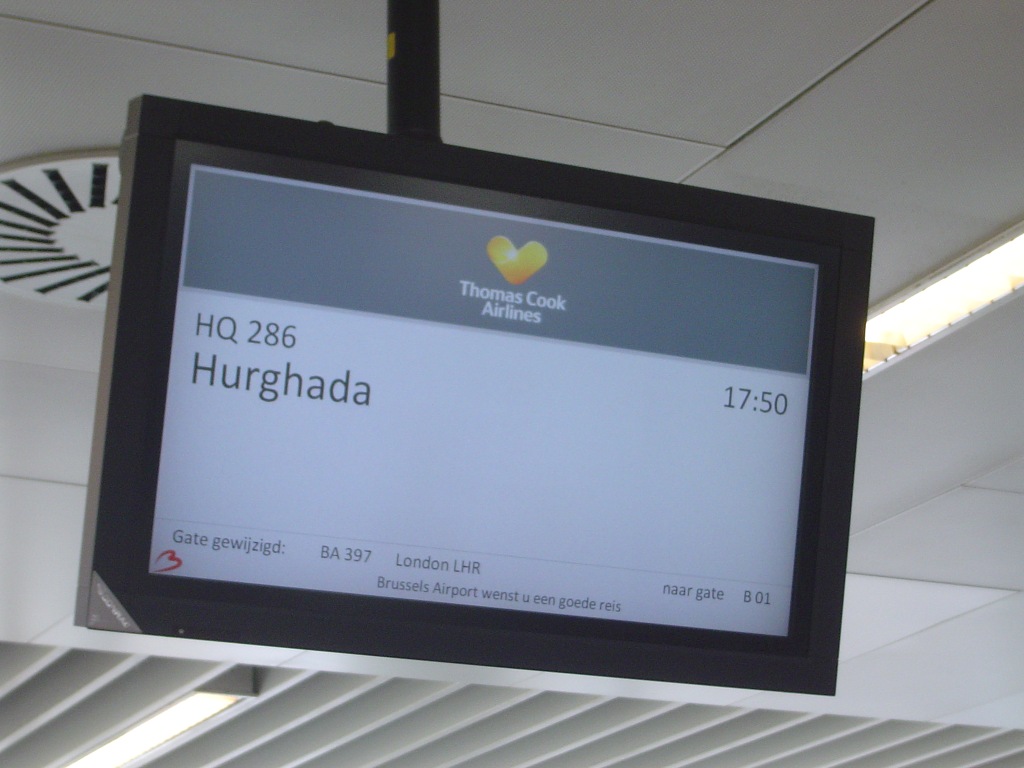 Thomas Cook
Airlines
HQ 286
Hurghada 17:50
Gate gewijzigd: BA 397 London LHR naar gate B 01
Brussels Airport wenst u een goede reis